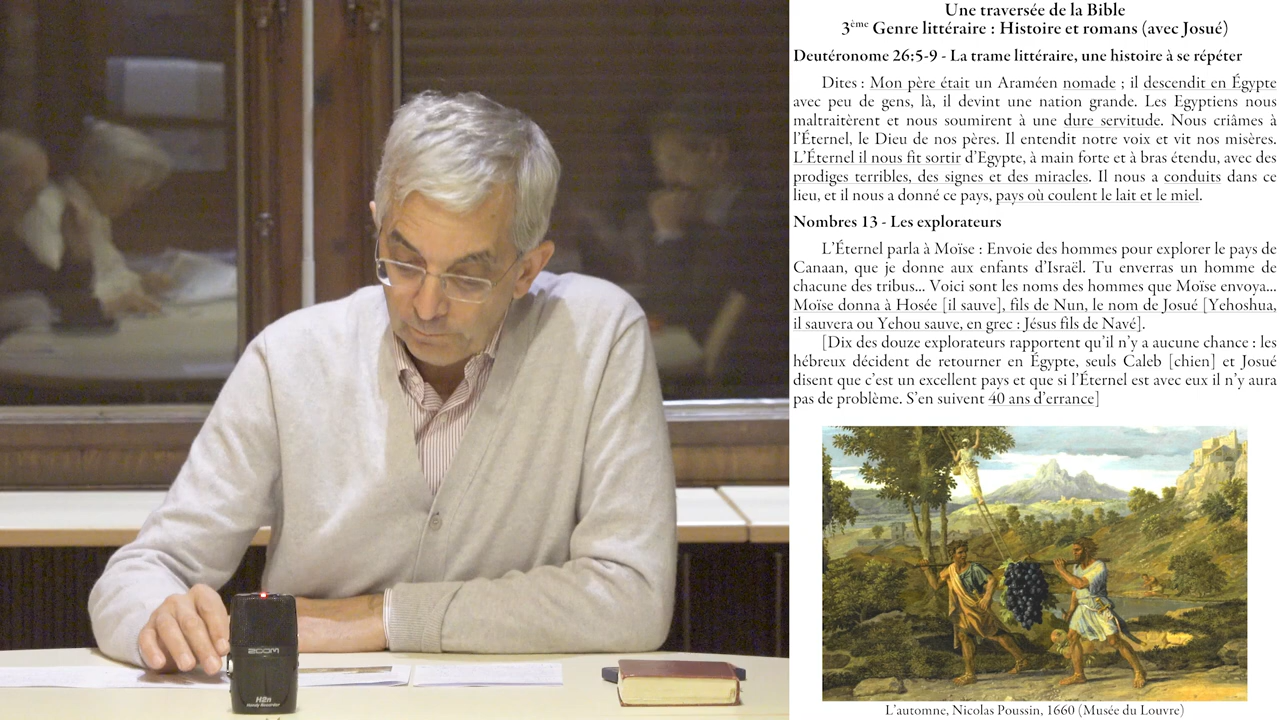 Une traversée de la Bible
3ème Genre littéraire : Histoire et romans (avec Josué)
Deutéronome 26:5-9 - La trame littéraire, une histoire à se répéter
Dites : Mon père était un Araméen nomade ; il descendit en Égypte
avec peu de gens, là, il devint une nation grande. Les Egyptiens nous
maltraitèrent et nous soumirent à une dure servitude. Nous criâmes à
l'Éternel, le Dieu de nos pères. Il entendit notre voix et vit nos misères.
L'Éternel il nous fit sortir d'Egypte, à main forte et à bras étendu, avec des
prodiges terribles, des signes et des miracles. Il nous a conduits dans ce
lieu, et il nous a donné ce pays, pays où coulent le lait et le miel.
Nombres 13 - Les explorateurs
L'Éternel parla à Moïse : Envoie des hommes pour explorer le pays de
Canaan, que je donne aux enfants d'Israël. Tu enverras un homme de
chacune des tribus... Voici sont les noms des hommes que Moïse envoya...
Moïse donna à Hosée [il sauve], fils de Nun, le nom de Josué [Yehoshua,
il sauvera ou Yehou sauve, en grec : Jésus fils de Navé].
[Dix des douze explorateurs rapportent qu'il n'y a aucune chance : les
hébreux décident de retourner en Égypte, seuls Caleb [chien] et Josué
disent que c'est un excellent pays et que si l'Éternel est avec eux il n'y aura
pas de problème. S'en suivent 40 ans d'errance]
L'automne, Nicolas Poussin, 1660 (Musée du Louvre)
ZOOM
H2n
Handy Recorder